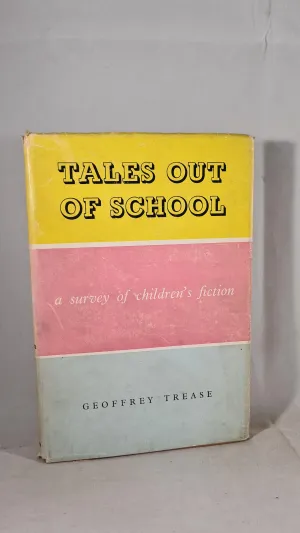 TALES OUT
OF SCHOOL
a survey of children's fiction
GEOFFREY TREASE